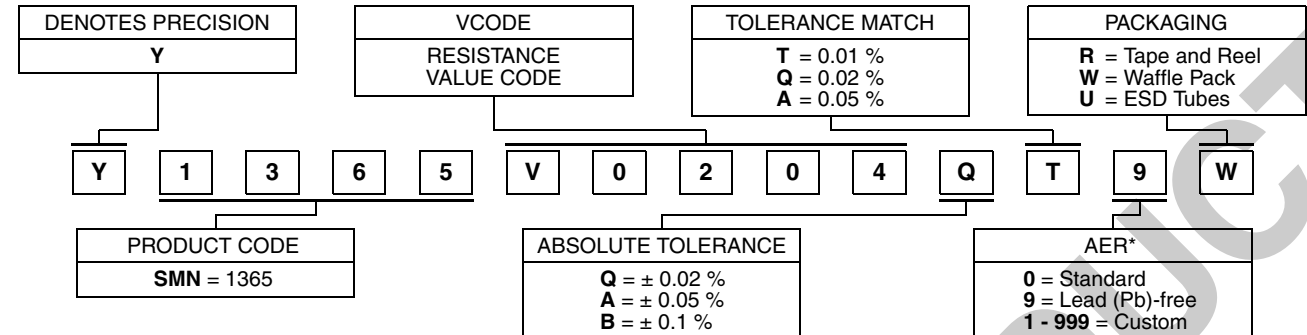 DENOTES PRECISION
Y
VCODE
RESISTANCE
VALUE CODE
TOLERANCE MATCH
T = 0.01 %
Q = 0.02 %
A = 0.05 %
PACKAGING
R = Tape and Reel
W = Waffle Pack
U = ESD Tubes
Y 1 3 6 5 V 0 2 0 4 Q T 9 W
PRODUCT CODE
SMN = 1365
ABSOLUTE TOLERANCE
Q = ± 0.02 %
A = ± 0.05 %
B = ± 0.1 %
AER*
0 = Standard
9 = Lead (Pb)-free
1 - 999 = Custom
UCT